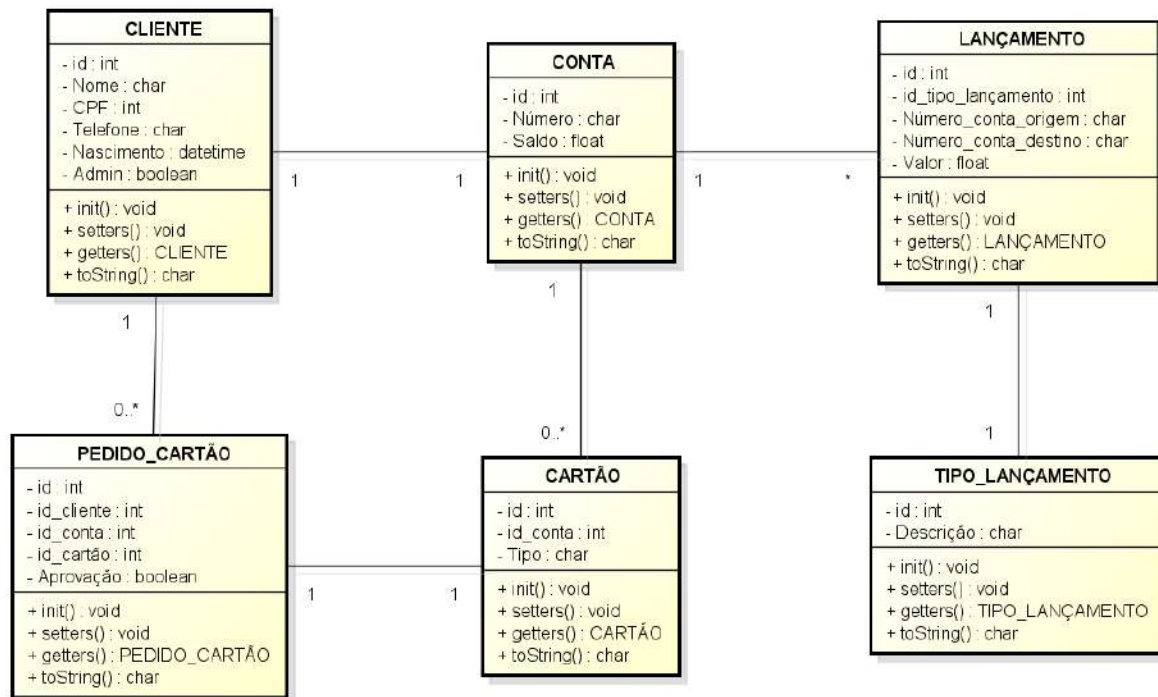 CLIENTE
- id : int
- Nome : char
- CPF : int
- Telefone : char
- Nascimento : datetime
- Admin : boolean
+ init() : void
+ setters() : void
+ getters() : CLIENTE
+ toString() : char
CONTA
- id : int
- Número : char
- Saldo : float
+ init() : void
+ setters() : void
+ getters() : CONTA
+ toString() : char
LANÇAMENTO
- id : int
- id_tipo_lançamento : int
- Número_conta_origem : char
- Número_conta_destino : char
- Valor : float
+ init() : void
+ setters() : void
+ getters() : LANÇAMENTO
+ toString() : char
1
1
1
*
1
0..*
1
0..*
1
1
PEDIDO_CARTÃO
- id : int
- id_cliente : int
- id_conta : int
- id_cartão : int
- Aprovação : boolean
+ init() : void
+ setters() : void
+ getters() : PEDIDO_CARTÃO
+ toString() : char
1
1
CARTÃO
- id : int
- id_conta : int
- Tipo : char
+ init() : void
+ setters() : void
+ getters() : CARTÃO
+ toString() : char
TIPO_LANÇAMENTO
- id : int
- Descrição : char
+ init() : void
+ setters() : void
+ getters() : TIPO_LANÇAMENTO
+ toString() : char